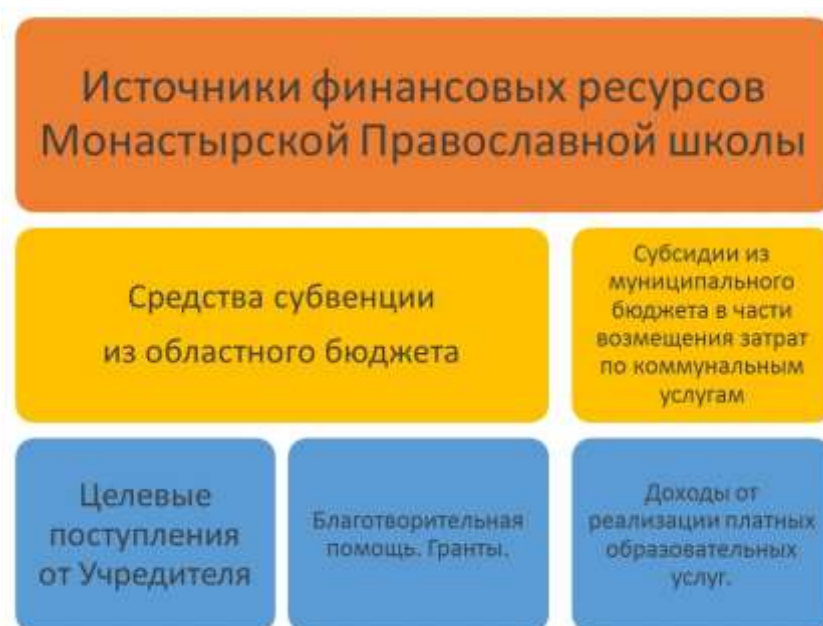 Источники финансовых ресурсов
Монастырской Православной школы
Средства субвенции
из областного бюджета
Субсидии из
муниципального
бюджета в части
возмещения затрат
по коммунальным
услугам
Целевые
поступления
от Учредителя
Благотворительная
помощь. Гранты.
Доходы от
реализации платных
образовательных
услуг.